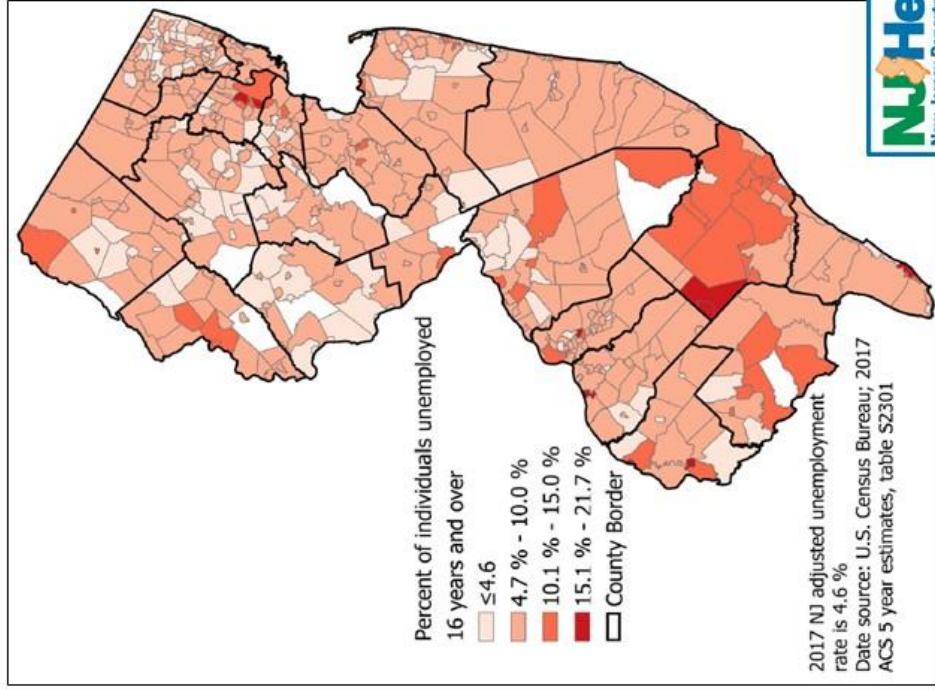 Percent of individuals unemployed
16 years and over
≤4.6
4.7 % - 10.0 %
10.1 % - 15.0 %
15.1 % - 21.7 %
County Border
2017 NJ adjusted unemployment
rate is 4.6 %
Date source: U.S. Census Bureau; 2017
ACS 5 year estimates, table S2301
NJ He